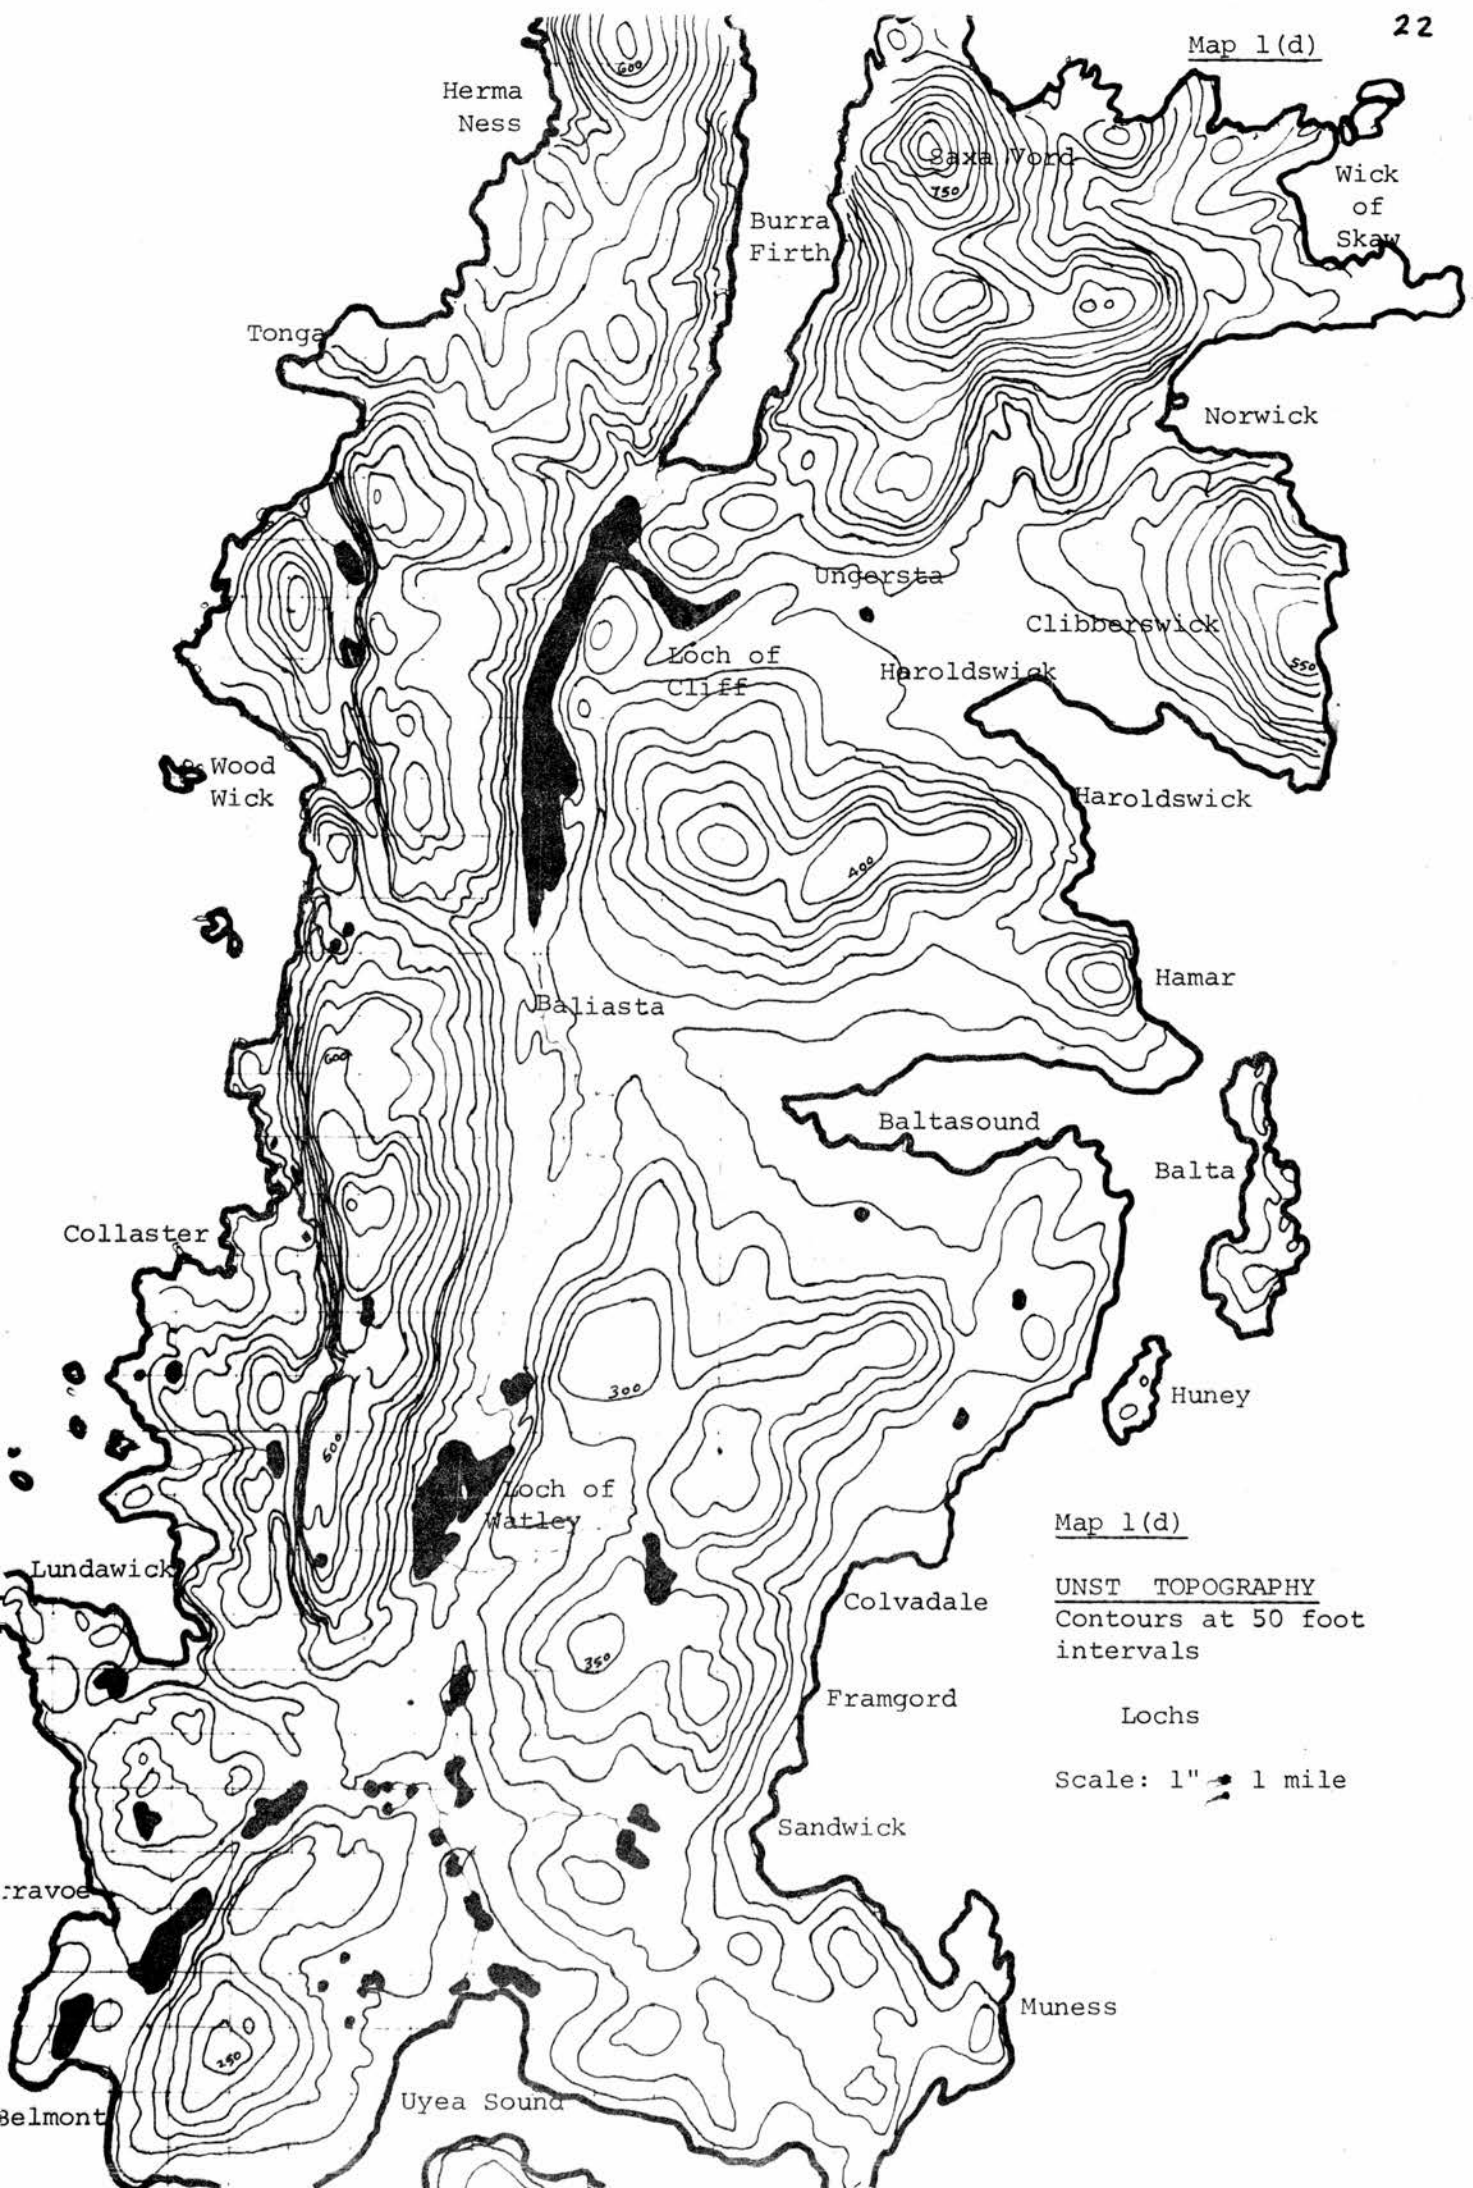 22
Map 1(d)
Herma
Ness
600
Saxa Vord
750
Wick
of
Skaw
Burra
Firth
Tonga
Norwick
Ungersta
Clibberswick
Loch of
Cliff
Haroldswick
550
Wood
Wick
Haroldswick
400
Hamar
Baliasta
600
Baltasound
Balta
Collaster
300
Huney
500
Loch of
Watley
Map 1(d)
Lundawick
UNST TOPOGRAPHY
Contours at 50 foot
intervals
Colvadale
350
Framgord
Lochs
Scale: 1" 1 mile
Sandwick
rravoe
Muness
250
Uyea Sound
Belmont